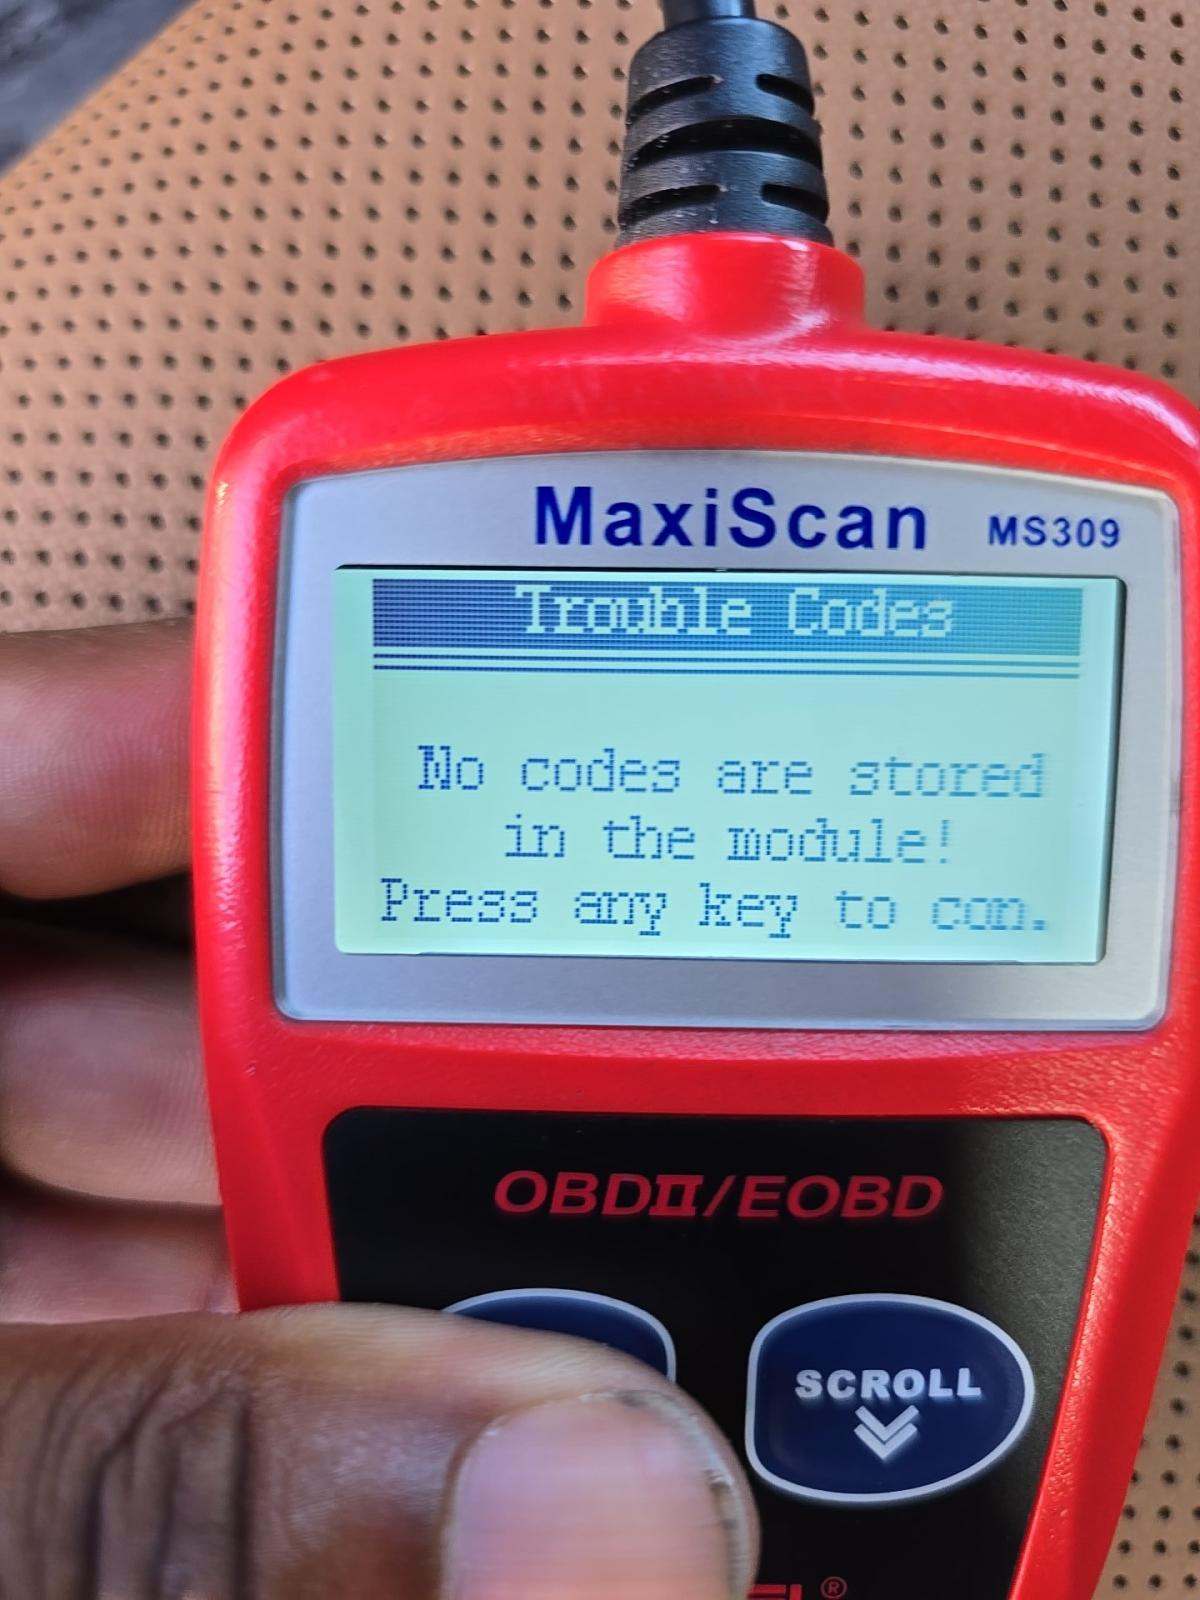 MaxiScan MS309
Trouble Codes
No codes are stored
in the module!
Press any key to con.
OBDII/EOBD
SCROLL